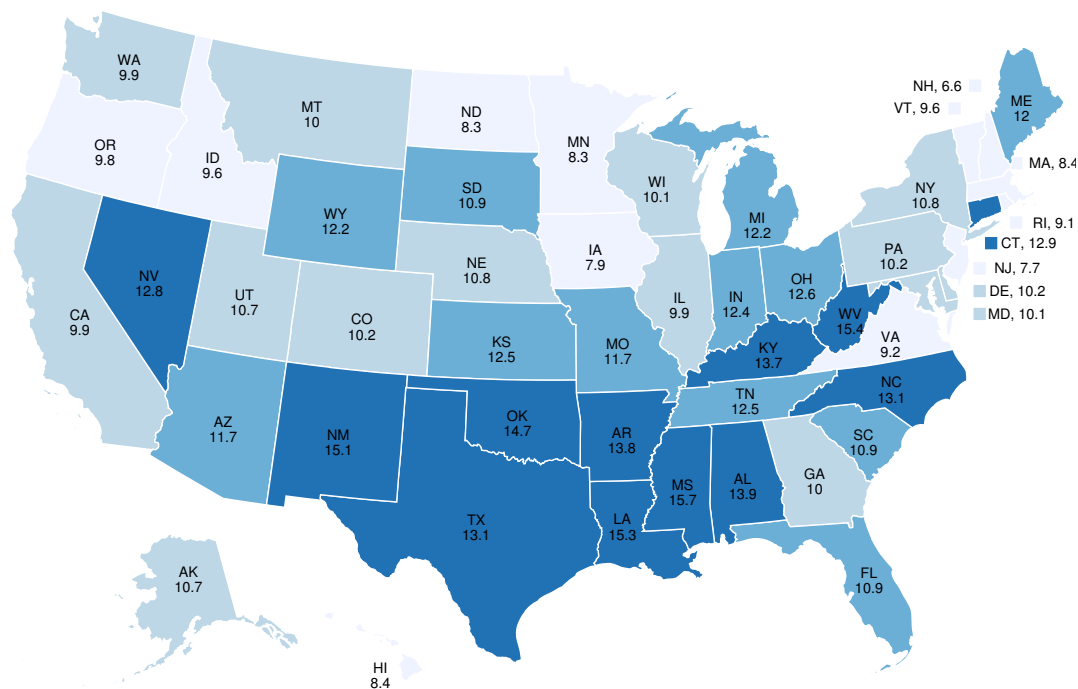 WA
9.9
MT
10
ND
8.3
MN
8.3
NH, 6.6
VT, 9.6
ME
12
OR
9.8
ID
9.6
MA, 8.4
SD
10.9
WI
10.1
NY
10.8
WY
12.2
MI
12.2
RI, 9.1
CT, 12.9
IA
7.9
PA
10.2
NJ, 7.7
NE
10.8
NV
12.8
OH
12.6
DE, 10.2
UT
10.7
IL
9.9
IN
12.4
MD, 10.1
CA
9.9
CO
10.2
WV
15.4
KS
12.5
MO
11.7
KY
13.7
VA
9.2
NC
13.1
TN
12.5
AZ
11.7
NM
15.1
OK
14.7
AR
13.8
SC
10.9
GA
10
MS
15.7
AL
13.9
TX
13.1
LA
15.3
AK
10.7
FL
10.9
HI
8.4